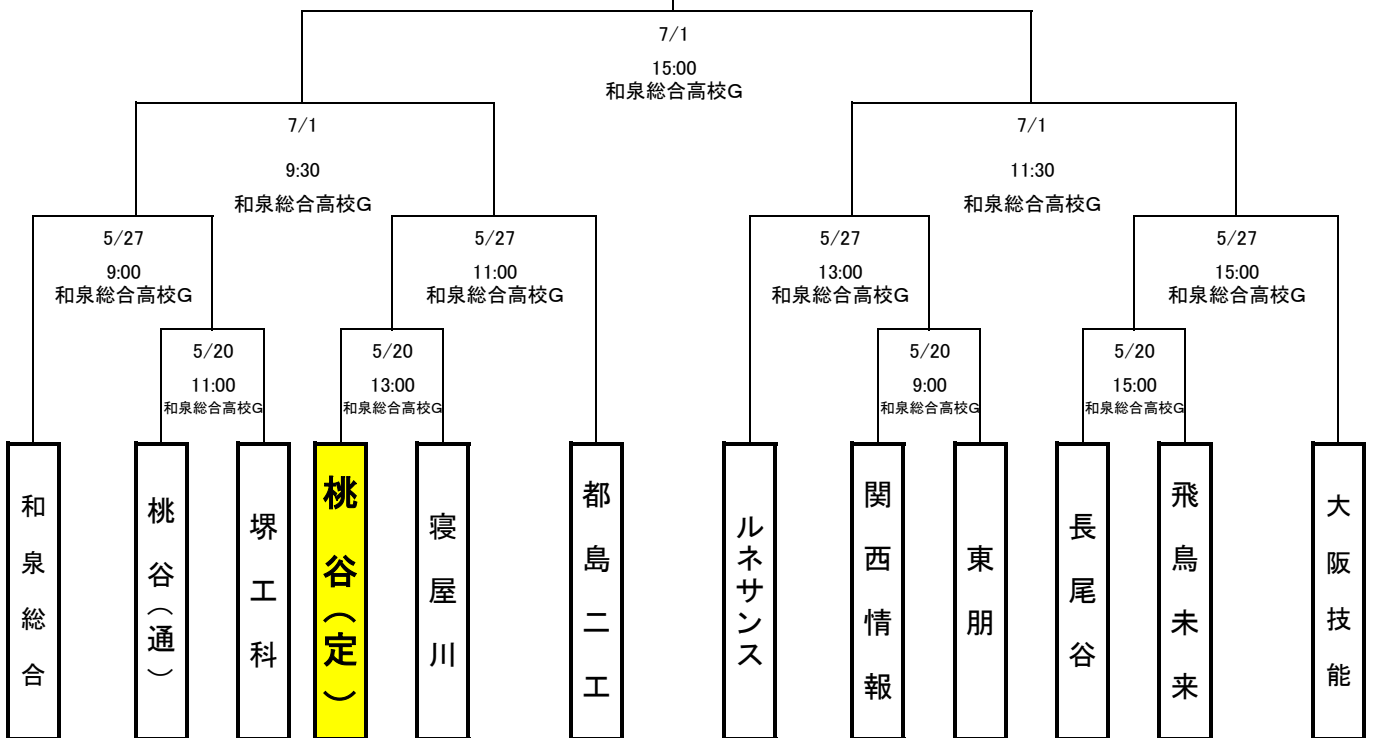 7/1
15:00
和泉総合高校G
7/1
9:30
和泉総合高校G
7/1
11:30
和泉総合高校G
5/27
9:00
和泉総合高校G
5/27
11:00
和泉総合高校G
5/27
13:00
和泉総合高校G
5/27
15:00
和泉総合高校G
5/20
11:00
和泉総合高校G
5/20
13:00
和泉総合高校G
5/20
9:00
和泉総合高校G
5/20
15:00
和泉総合高校G
和泉総合
桃谷(通)
堺工科
桃谷(定)
寝屋川
都島二工
ルネサンス
関西情報
東朋
長尾谷
飛鳥未来
大阪技能